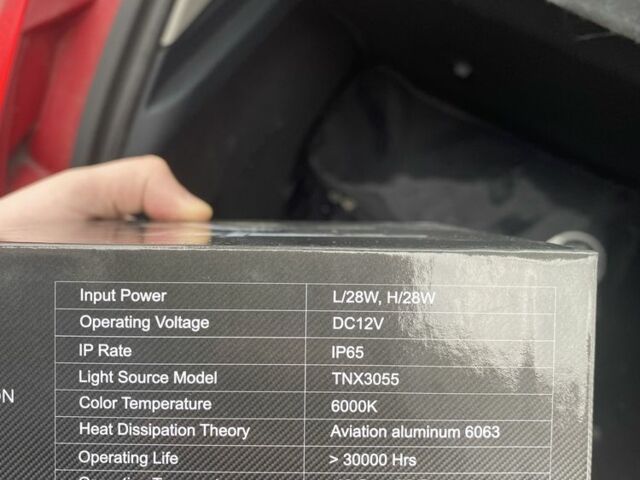 Input Power L/28W, H/28W
Operating Voltage DC12V
IP Rate IP65
Light Source Model TNX3055
Color Temperature 6000K
Heat Dissipation Theory Aviation aluminum 6063
Operating Life > 30000 Hrs